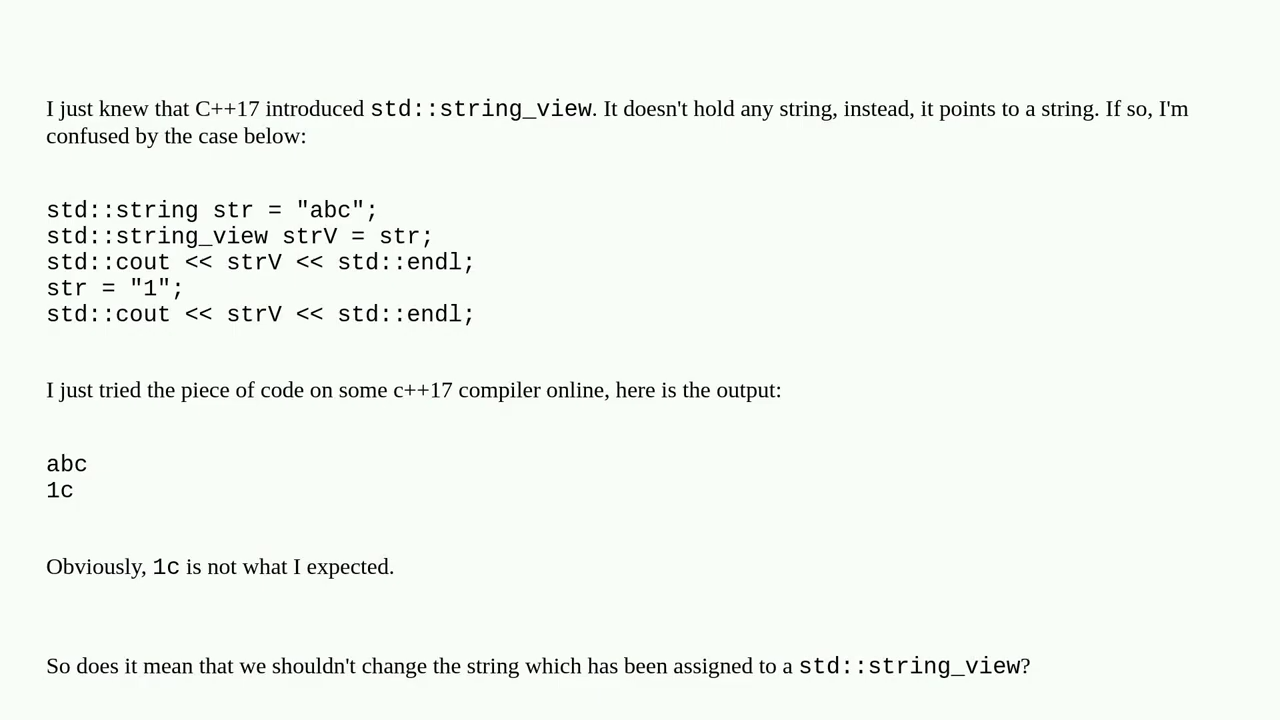 I just knew that C++17 introduced std::string_view. It doesn't hold any string, instead, it points to a string. If so, I'm
confused by the case below:
std::string str = "abc";
std::string_view strV = str;
std::cout << strV << std::endl;
str = "1";
std::cout << strV << std::endl;
I just tried the piece of code on some c++17 compiler online, here is the output:
abc
1c
Obviously, 1c is not what I expected.
So does it mean that we shouldn't change the string which has been assigned to a std::string_view?